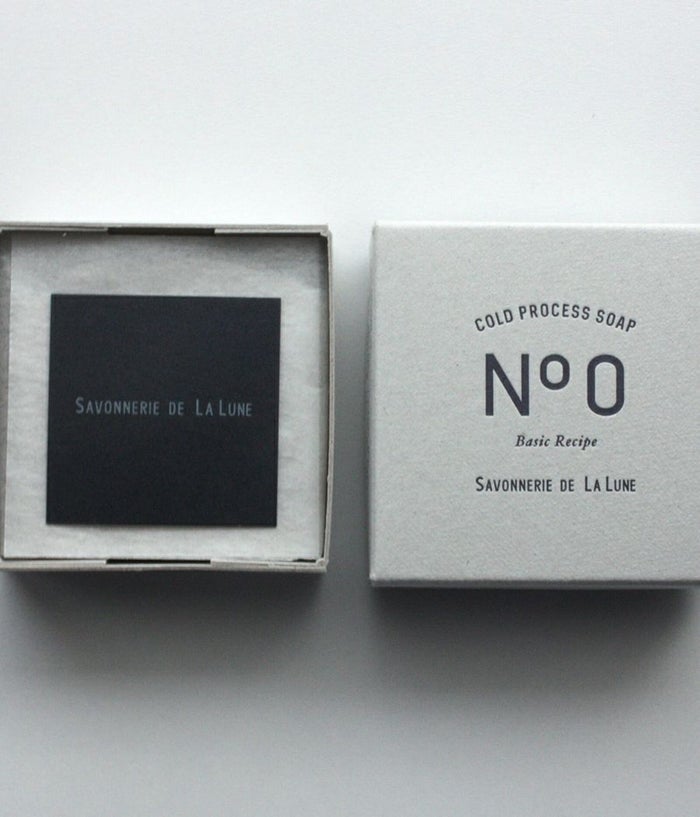 SAVONNERIE DE LA LUNE
COLD PROCESS SOAP
Nº 0
Basic Recipe
SAVONNERIE DE LA LUNE